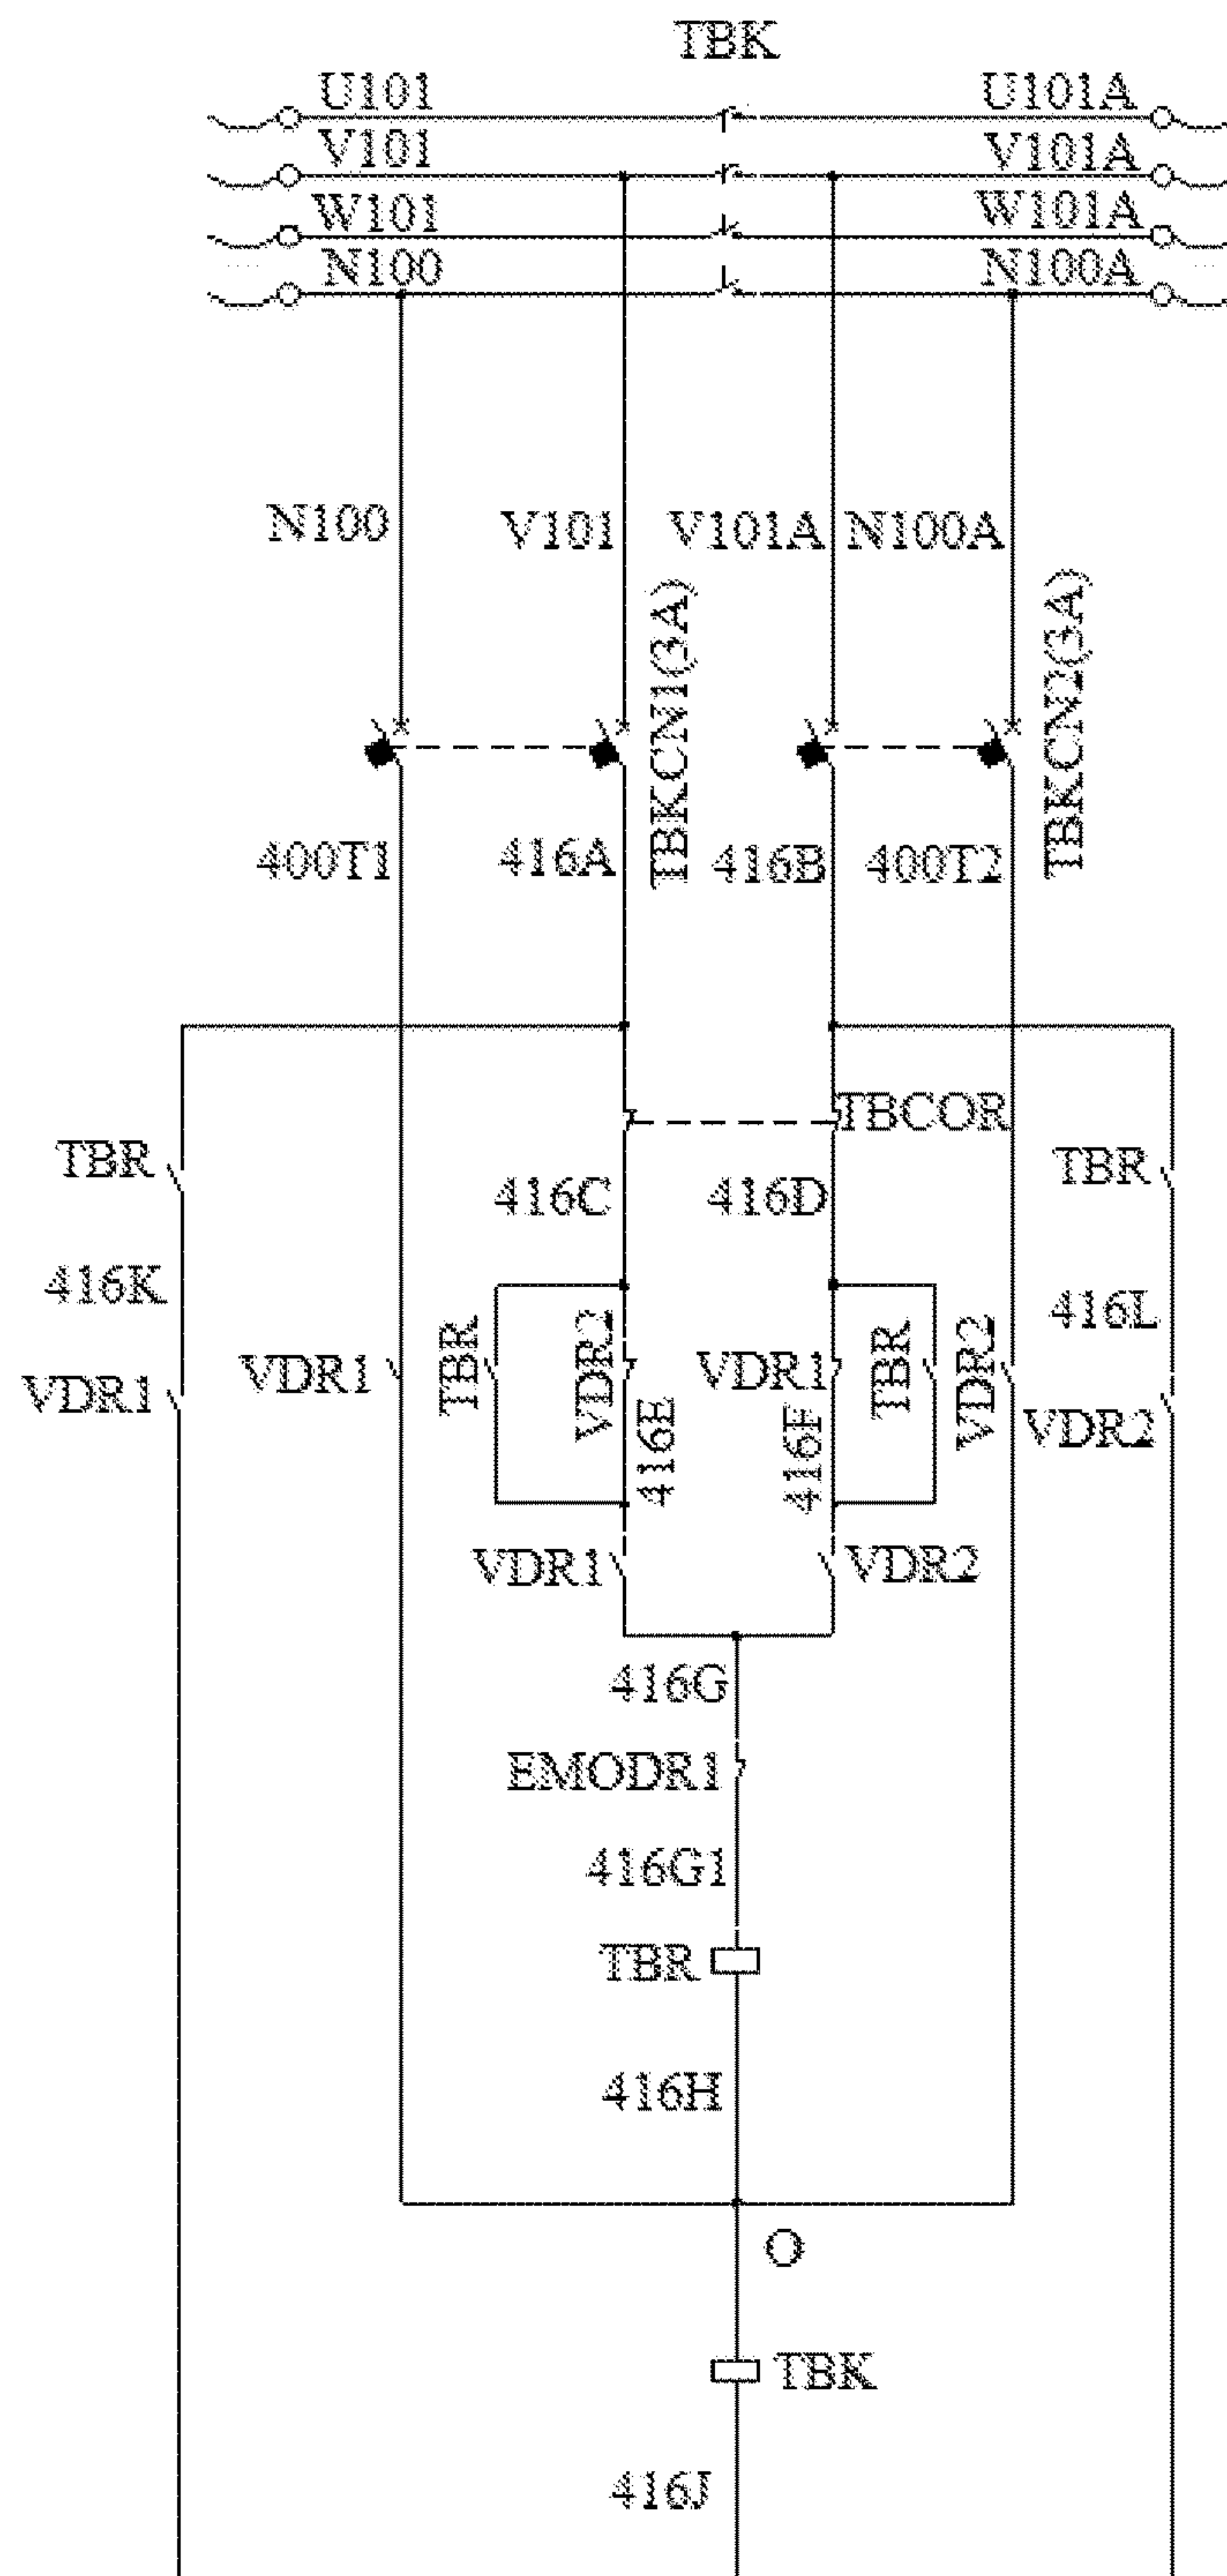 TBK
U101 U101A
V101 V101A
W101 W101A
N100 N100A
N100 V101 V101A N100A
TBKCN1(3A)
TBKCN2(3A)
400T1 416A 416B 400T2
TBCOR
TBR TBR
416C 416D
416K 416L
VDR1 VDR1 TBR VDR2 VDR1 TBR VDR2 VDR2
416E 416F
VDR1 VDR2
416G
EMODR1
416G1
TBR
416H
O
TBK
416J